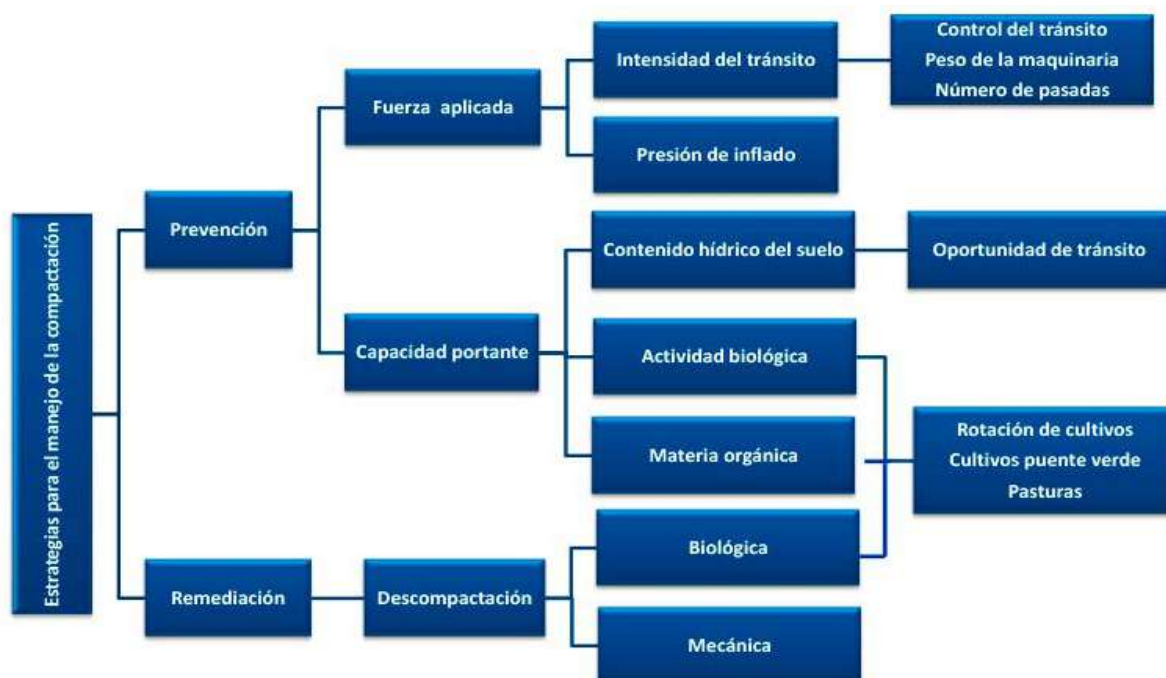 Estrategias para el manejo de la compactación
Prevención
Fuerza aplicada
Intensidad del tránsito
Control del tránsito
Peso de la maquinaria
Número de pasadas
Presión de inflado
Capacidad portante
Contenido hídrico del suelo
Oportunidad de tránsito
Actividad biológica
Materia orgánica
Rotación de cultivos
Cultivos puente verde
Pasturas
Remediación
Descompactación
Biológica
Mecánica